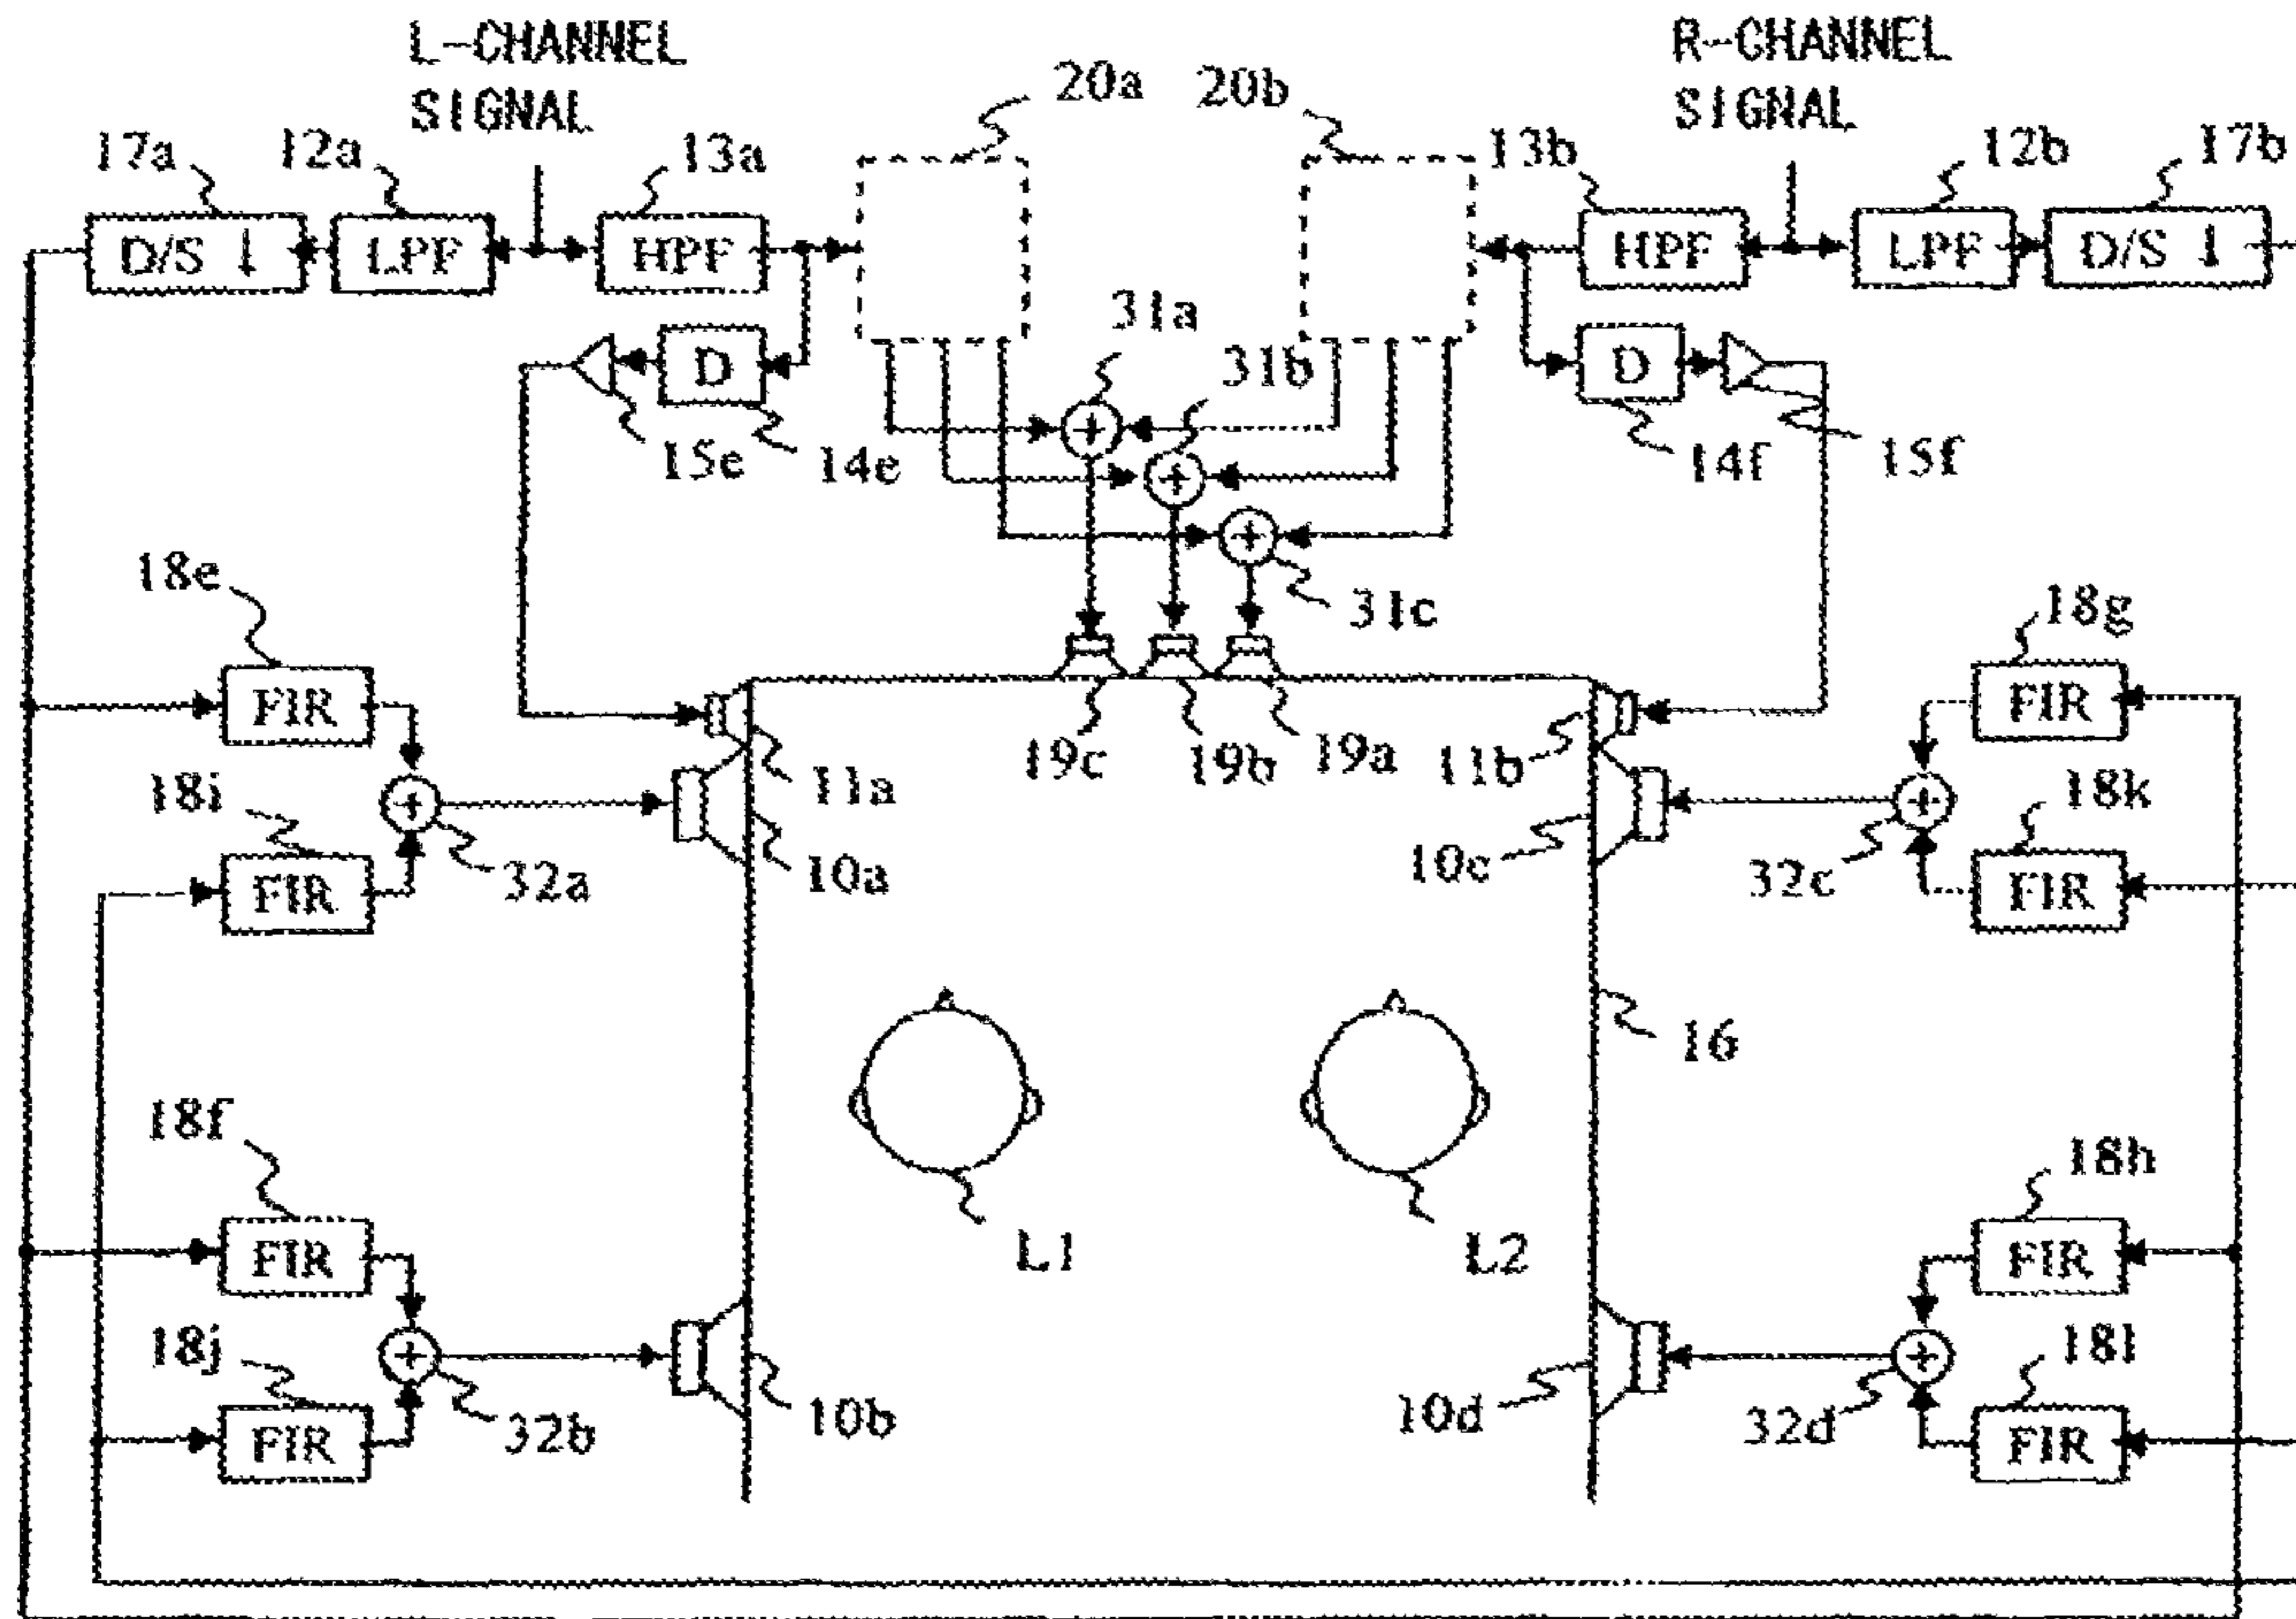 L-CHANNEL
SIGNAL
R-CHANNEL
SIGNAL
20a
20b
17a
12a
13a
13b
12b
17b
D/S ↓
LPF
HPF
HPF
LPF
D/S ↓
31a
D
31b
D
15e
14e
14f
15f
18e
31c
18g
FIR
FIR
19c
19b
19a
18i
11a
11b
18k
FIR
32a
10a
10c
32c
FIR
16
18f
18h
FIR
L1
L2
FIR
18j
18l
FIR
32b
10b
10d
32d
FIR